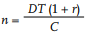 n = DT (1 + r) / C